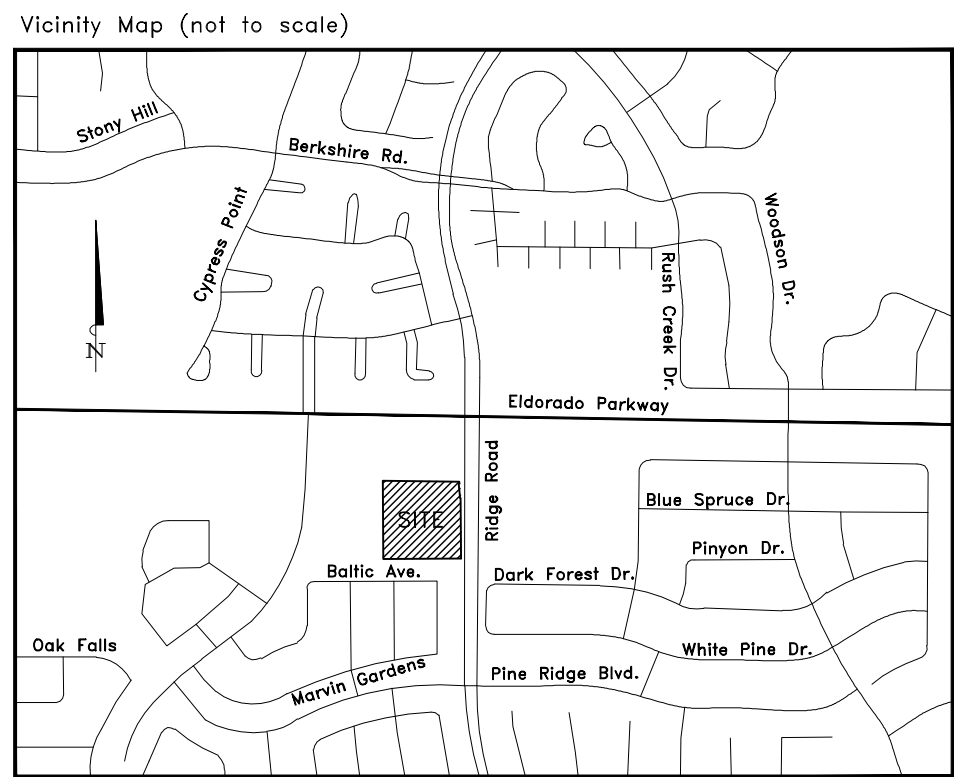 Vicinity Map (not to scale)
Stony Hill
Berkshire Rd.
Cypress Point
Woodson Dr.
Rush Creek Dr.
N
Eldorado Parkway
Ridge Road
SITE
Blue Spruce Dr.
Pinyon Dr.
Baltic Ave.
Dark Forest Dr.
Oak Falls
White Pine Dr.
Marvin Gardens
Pine Ridge Blvd.